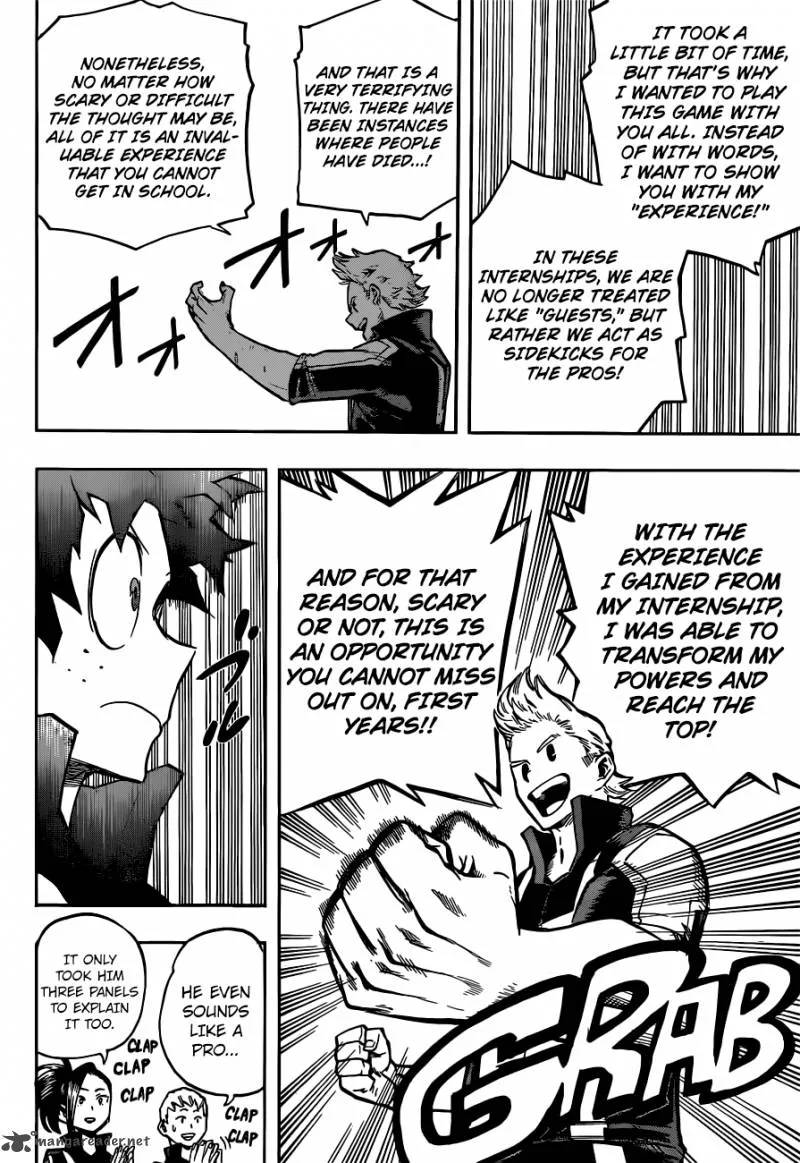 IT TOOK A
LITTLE BIT OF TIME,
BUT THAT'S WHY
I WANTED TO PLAY
THIS GAME WITH
YOU ALL. INSTEAD
OF WITH WORDS,
I WANT TO SHOW
YOU WITH MY
"EXPERIENCE!"
IN THESE
INTERNSHIPS, WE ARE
NO LONGER TREATED
LIKE "GUESTS," BUT
RATHER WE ACT AS
SIDEKICKS FOR
THE PROS!
AND THAT IS A
VERY TERRIFYING
THING. THERE HAVE
BEEN INSTANCES
WHERE PEOPLE
HAVE DIED...!
NONETHELESS,
NO MATTER HOW
SCARY OR DIFFICULT
THE THOUGHT MAY BE,
ALL OF IT IS AN INVAL-
UABLE EXPERIENCE
THAT YOU CANNOT
GET IN SCHOOL.
オオオオ
WITH THE
EXPERIENCE
I GAINED FROM
MY INTERNSHIP,
I WAS ABLE TO
TRANSFORM MY
POWERS AND
REACH THE
TOP!
AND FOR THAT
REASON, SCARY
OR NOT, THIS IS
AN OPPORTUNITY
YOU CANNOT MISS
OUT ON, FIRST
YEARS!!
GRAB
ブル
HE EVEN
SOUNDS
LIKE A
PRO...
IT ONLY
TOOK HIM
THREE PANELS
TO EXPLAIN
IT TOO.
CLAP
CLAP
CLAP
CLAP
CLAP
mangareader.net